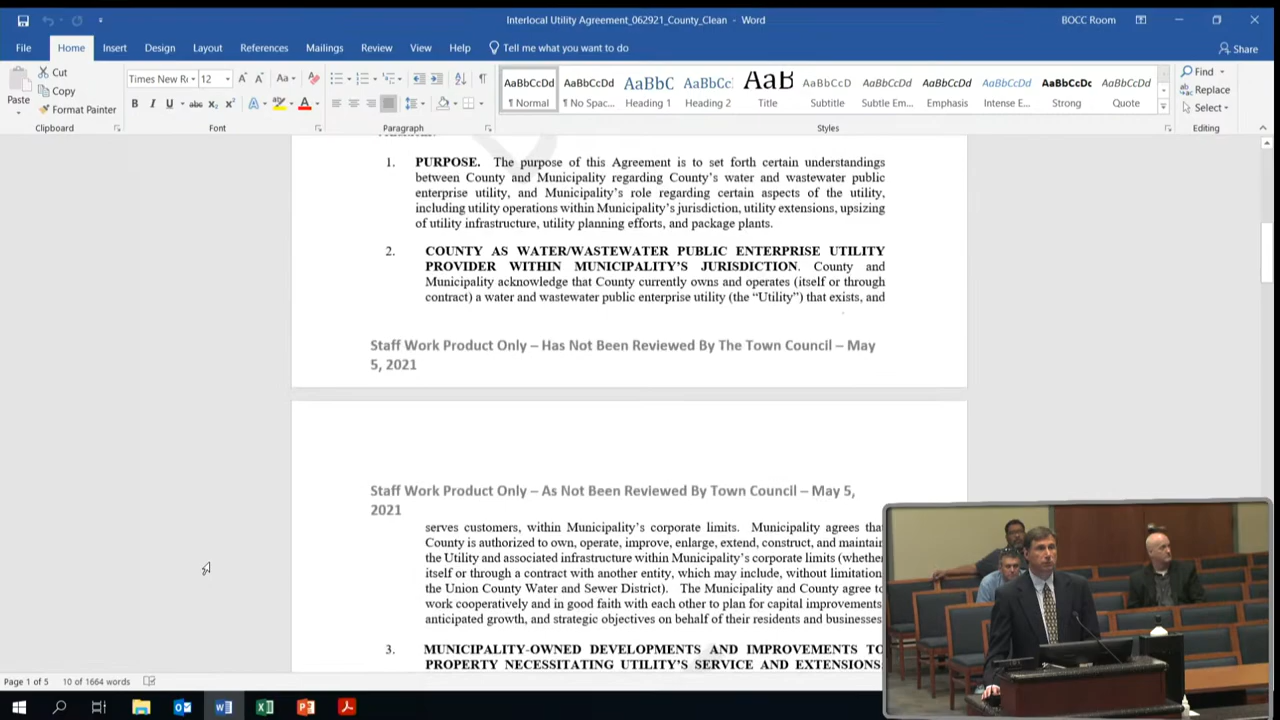 Interlocal Utility Agreement_062921_County_Clean - Word
BOCC Room
File Home Insert Design Layout References Mailings Review View Help Tell me what you want to do
Share
Paste
Cut
Copy
Format Painter
Clipboard
Times New Ro 12
Font
Paragraph
AaBbCcDd AaBbCcDd AaBbC AaBbCc AaB AaBbCcD AaBbCcDd AaBbCcDd AaBbCcDd AaBbCcDc AaBbCcDd
¶ Normal ¶ No Spac... Heading 1 Heading 2 Title Subtitle Subtle Em... Emphasis Intense E... Strong Quote
Styles
Find
Replace
Select
Editing
1. PURPOSE. The purpose of this Agreement is to set forth certain understandings
between County and Municipality regarding County's water and wastewater public
enterprise utility, and Municipality's role regarding certain aspects of the utility,
including utility operations within Municipality's jurisdiction, utility extensions, upsizing
of utility infrastructure, utility planning efforts, and package plants.
2. COUNTY AS WATER/WASTEWATER PUBLIC ENTERPRISE UTILITY
PROVIDER WITHIN MUNICIPALITY'S JURISDICTION. County and
Municipality acknowledge that County currently owns and operates (itself or through
contract) a water and wastewater public enterprise utility (the “Utility”) that exists, and
Staff Work Product Only – Has Not Been Reviewed By The Town Council – May
5, 2021
Staff Work Product Only – As Not Been Reviewed By Town Council – May 5,
2021
serves customers, within Municipality's corporate limits. Municipality agrees tha
County is authorized to own, operate, improve, enlarge, extend, construct, and maintain
the Utility and associated infrastructure within Municipality's corporate limits (whethe
itself or through a contract with another entity, which may include, without limitation
the Union County Water and Sewer District). The Municipality and County agree to
work cooperatively and in good faith with each other to plan for capital improvements
anticipated growth, and strategic objectives on behalf of their residents and businesses
3. MUNICIPALITY-OWNED DEVELOPMENTS AND IMPROVEMENTS TO
PROPERTY NECESSITATING UTILITY'S SERVICE AND EXTENSIONS
Page 1 of 5 10 of 1664 words